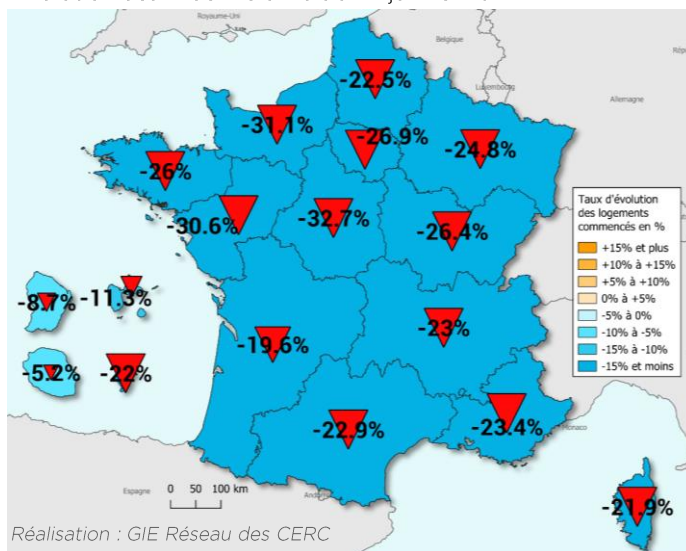 Royaume-Uni
Belgique
Luxembourg
Allemagne
-22.5%
-31.1%
-26.9%
-24.8%
-26%
-30.6%
-32.7%
-26.4%
Taux d'évolution
des logements
commencés en %
+15% et plus
+10% à +15%
+5% à +10%
0% à +5%
-5% à 0%
-10% à -5%
-15% à -10%
-15% et moins
-8.7%
-11.3%
-5.2%
-22%
-19.6%
-23%
-22.9%
-23.4%
Monaco
Espagne
0 50 100 km
-21.9%
Réalisation : GIE Réseau des CERC